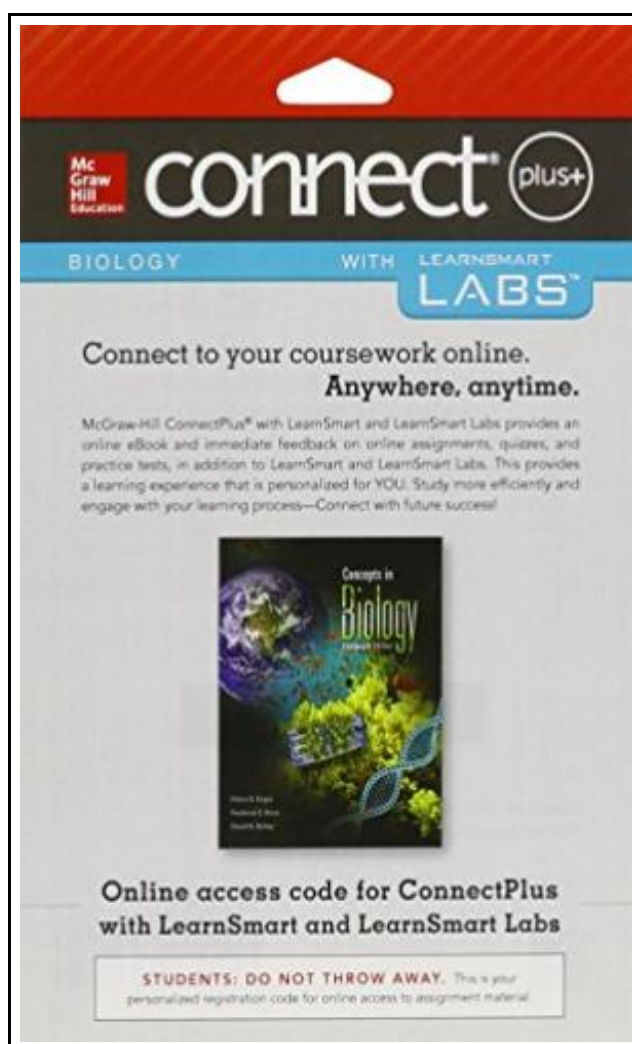 Mc
Graw
Hill
Education
connect® plus+
BIOLOGY WITH LEARNSMART
LABS™
Connect to your coursework online.
Anywhere, anytime.
McGraw-Hill ConnectPlus® with LearnSmart and LearnSmart Labs provides an
online eBook and immediate feedback on online assignments, quizzes, and
practice tests, in addition to LearnSmart and LearnSmart Labs. This provides
a learning experience that is personalized for YOU. Study more efficiently and
engage with your learning process—Connect with future success!
Concepts in
Biology
Online access code for ConnectPlus
with LearnSmart and LearnSmart Labs
STUDENTS: DO NOT THROW AWAY. This is your
personalized registration code for online access to assignment material